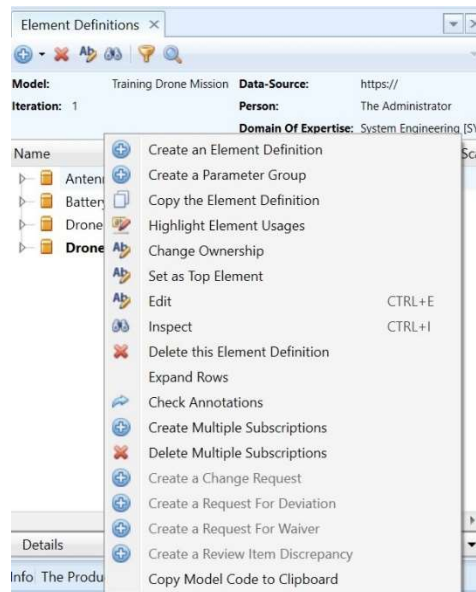 Element Definitions
Model: Training Drone Mission Data-Source: https://
Iteration: 1 Person: The Administrator
Domain Of Expertise: System Engineering [SY
Name
Create an Element Definition
Anten
Create a Parameter Group
Battery
Copy the Element Definition
Drone
Highlight Element Usages
Drone
Change Ownership
Set as Top Element
Edit CTRL+E
Inspect CTRL+I
Delete this Element Definition
Expand Rows
Check Annotations
Create Multiple Subscriptions
Delete Multiple Subscriptions
Create a Change Request
Create a Request For Deviation
Create a Request For Waiver
Details
Create a Review Item Discrepancy
Info The Produ
Copy Model Code to Clipboard